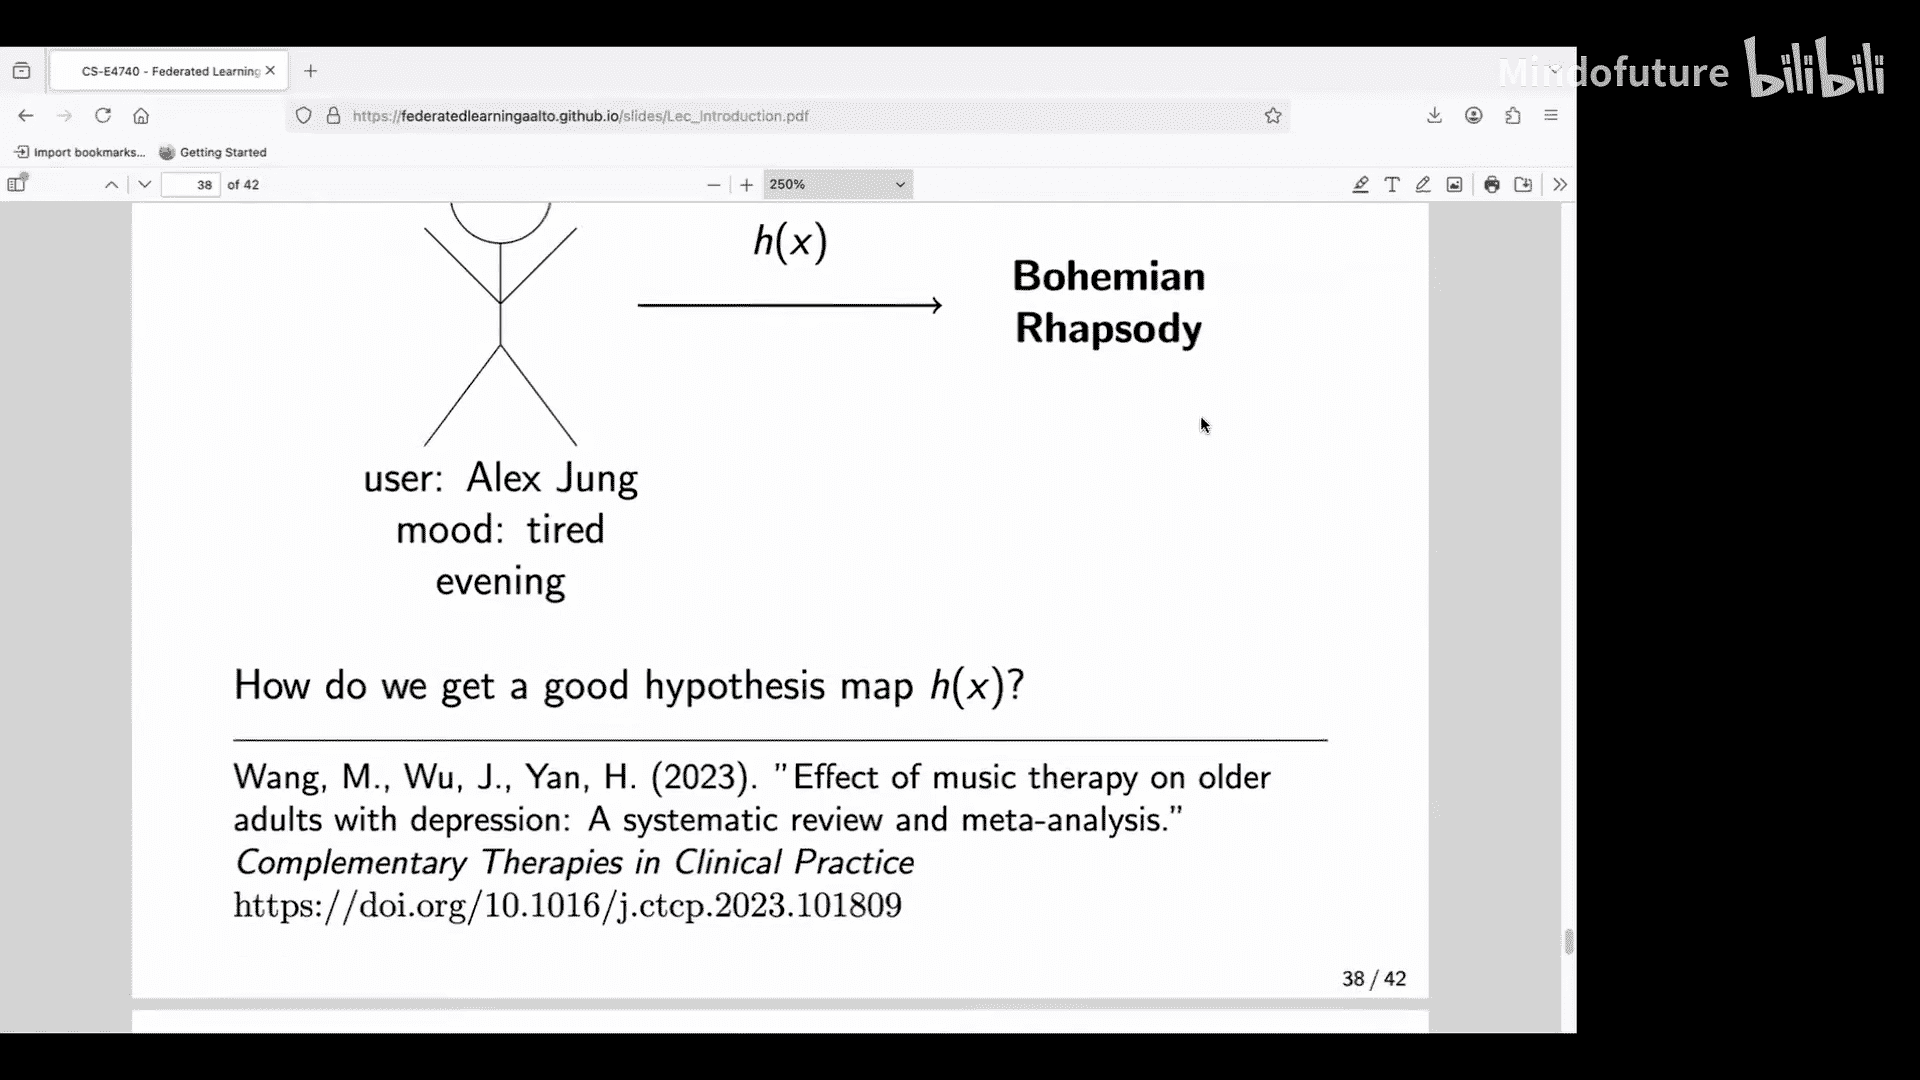 Mindofuture bilibili
CS-E4740 - Federated Learning
https://federatedlearningaalto.github.io/slides/Lec_Introduction.pdf
Import bookmarks... Getting Started
38 of 42 250%
h(x)
Bohemian
Rhapsody
user: Alex Jung
mood: tired
evening
How do we get a good hypothesis map h(x)?
Wang, M., Wu, J., Yan, H. (2023). "Effect of music therapy on older
adults with depression: A systematic review and meta-analysis."
Complementary Therapies in Clinical Practice
https://doi.org/10.1016/j.ctcp.2023.101809
38 / 42